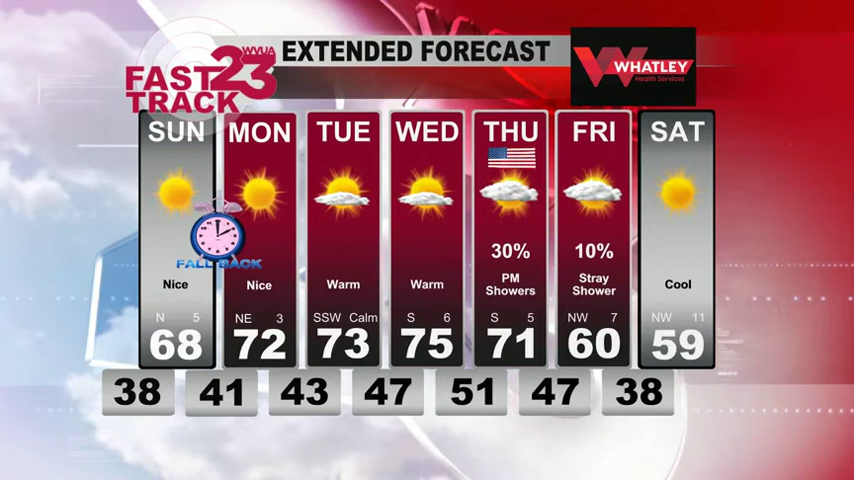 WVUA
23
FAST
TRACK
EXTENDED FORECAST
WHATLEY
Health Services
SUN
MON
TUE
WED
THU
FRI
SAT
FALL BACK
30%
10%
Nice
Nice
Warm
Warm
PM
Showers
Stray
Shower
Cool
N 5
NE 3
SSW Calm
S 6
S 5
NW 7
NW 11
68
72
73
75
71
60
59
38
41
43
47
51
47
38